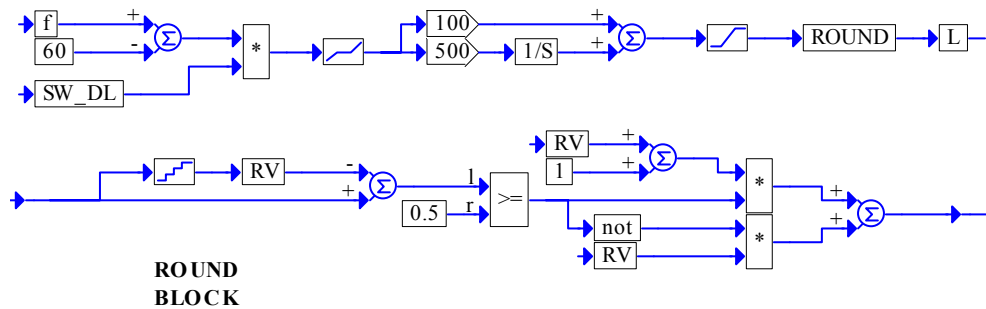 f
+
60
-
Σ
SW_DL
*
100
500
1/S
+
+
Σ
ROUND
L
RV
-
+
Σ
0.5
l
r
>=
RV
1
+
+
Σ
not
RV
*
*
+
+
Σ
ROUND
BLOCK